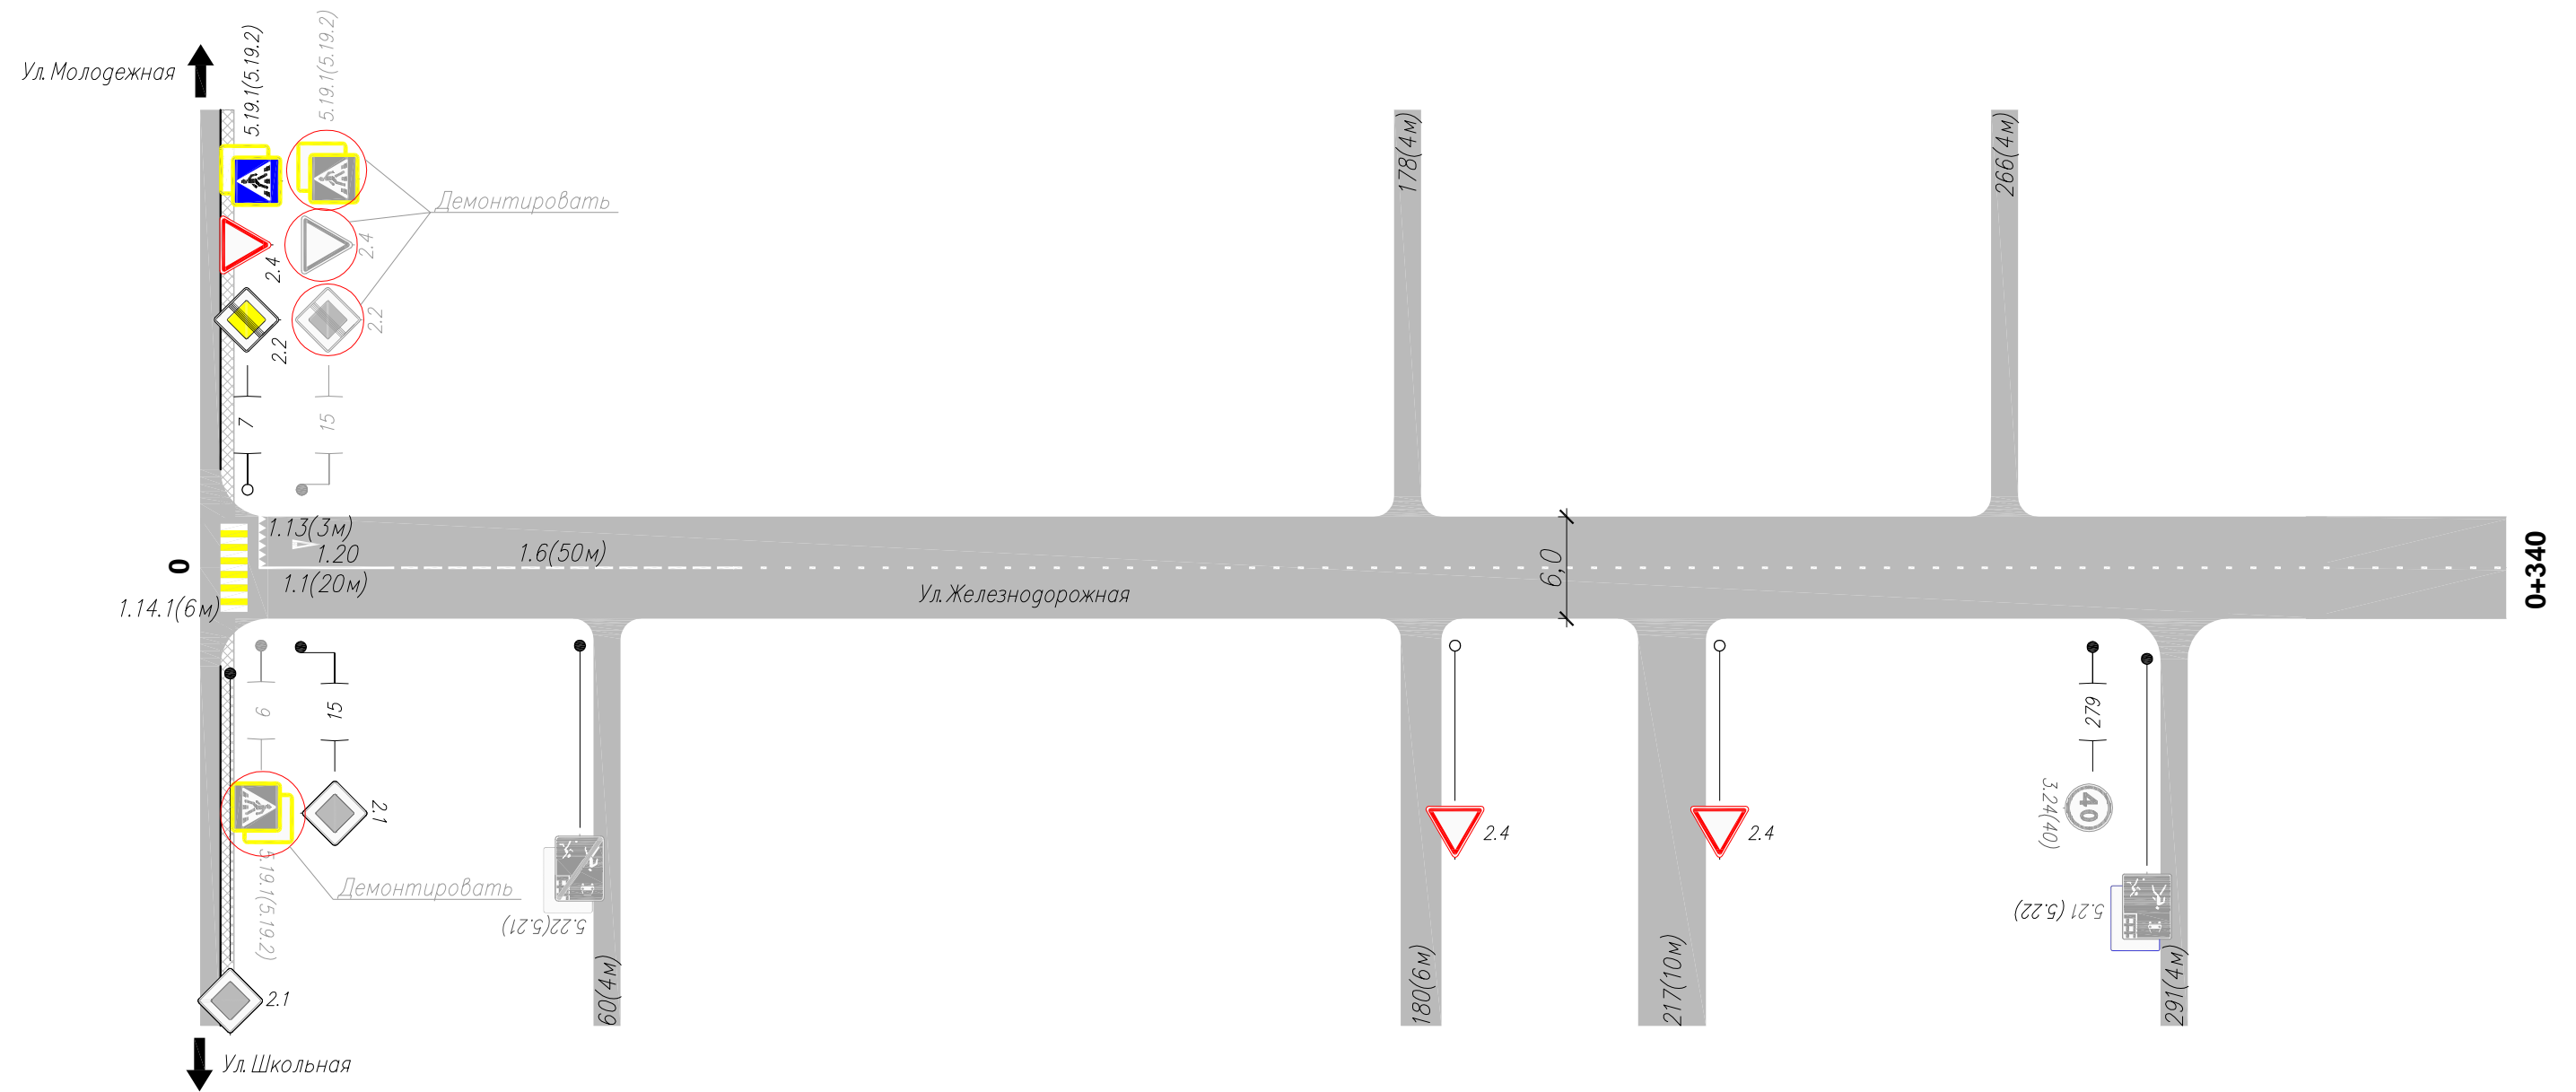 Ул. Молодежная
5.19.1(5.19.2)
5.19.1(5.19.2)
Демонтировать
2.4
2.4
2.2
2.2
7
15
178(4м)
266(4м)
0
1.13(3м)
1.20
1.6(50м)
1.1(20м)
1.14.1(6м)
Ул. Железнодорожная
6,0
0+340
9
15
2.1
5.19.1(5.19.2)
Демонтировать
2.1
5.22(5.21)
60(4м)
2.4
180(6м)
2.4
217(10м)
279
40
3.24(40)
5.21 (5.22)
291(4м)
Ул. Школьная